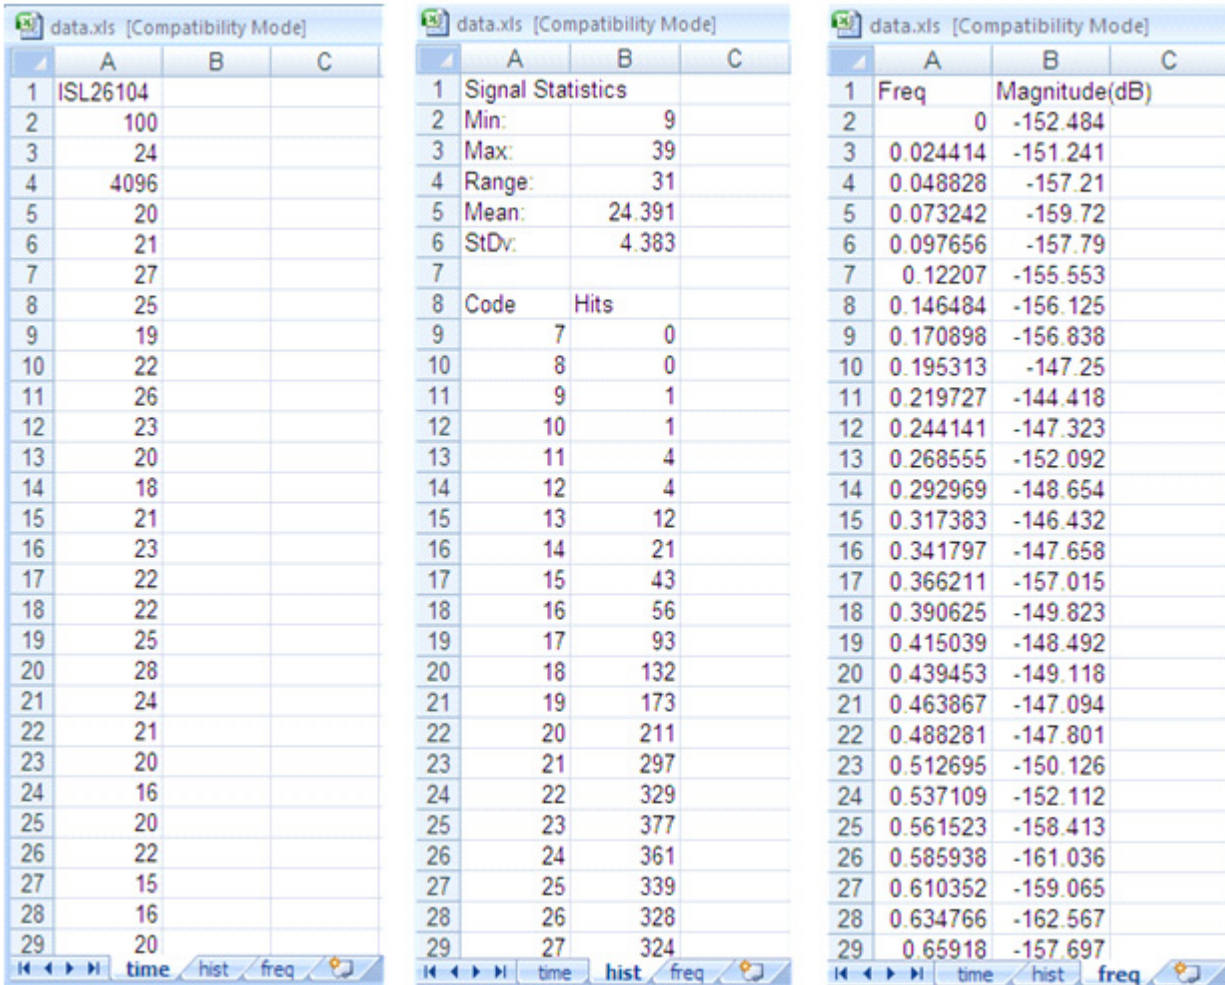 data.xls [Compatibility Mode]
A B C
1 ISL26104
2 100
3 24
4 4096
5 20
6 21
7 27
8 25
9 19
10 22
11 26
12 23
13 20
14 18
15 21
16 23
17 22
18 22
19 25
20 28
21 24
22 21
23 20
24 16
25 20
26 22
27 15
28 16
29 20
time hist freq
data.xls [Compatibility Mode]
A B C
1 Signal Statistics
2 Min: 9
3 Max: 39
4 Range: 31
5 Mean: 24.391
6 StDv: 4.383
7
8 Code Hits
9 7 0
10 8 0
11 9 1
12 10 1
13 11 4
14 12 4
15 13 12
16 14 21
17 15 43
18 16 56
19 17 93
20 18 132
21 19 173
22 20 211
23 21 297
24 22 329
25 23 377
26 24 361
27 25 339
28 26 328
29 27 324
time hist freq
data.xls [Compatibility Mode]
A B C
1 Freq Magnitude(dB)
2 0 -152.484
3 0.024414 -151.241
4 0.048828 -157.21
5 0.073242 -159.72
6 0.097656 -157.79
7 0.12207 -155.553
8 0.146484 -156.125
9 0.170898 -156.838
10 0.195313 -147.25
11 0.219727 -144.418
12 0.244141 -147.323
13 0.268555 -152.092
14 0.292969 -148.654
15 0.317383 -146.432
16 0.341797 -147.658
17 0.366211 -157.015
18 0.390625 -149.823
19 0.415039 -148.492
20 0.439453 -149.118
21 0.463867 -147.094
22 0.488281 -147.801
23 0.512695 -150.126
24 0.537109 -152.112
25 0.561523 -158.413
26 0.585938 -161.036
27 0.610352 -159.065
28 0.634766 -162.567
29 0.65918 -157.697
time hist freq